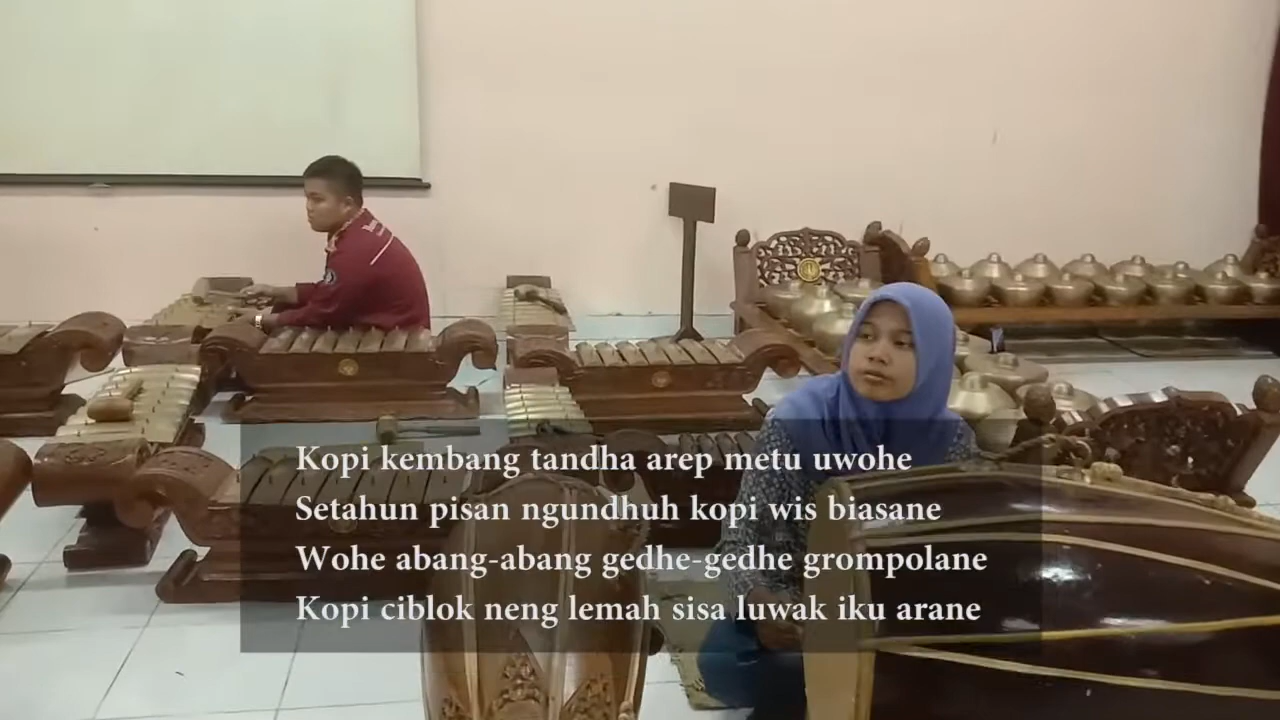 Kopi kembang tandha arep metu uwohe
Setahun pisan ngundhuh kopi wis biasane
Wohe abang-abang gedhe-gedhe grompolane
Kopi ciblok neng lemah sisa luwak iku arane